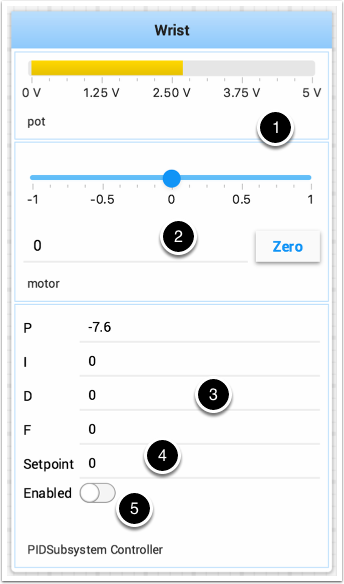 Wrist
0 V 1.25 V 2.50 V 3.75 V 5 V
pot
1
-1 -0.5 0 0.5 1
2
0 Zero
motor
P -7.6
I 0
D 0
3
F 0
4
Setpoint 0
Enabled
5
PIDSubsystem Controller